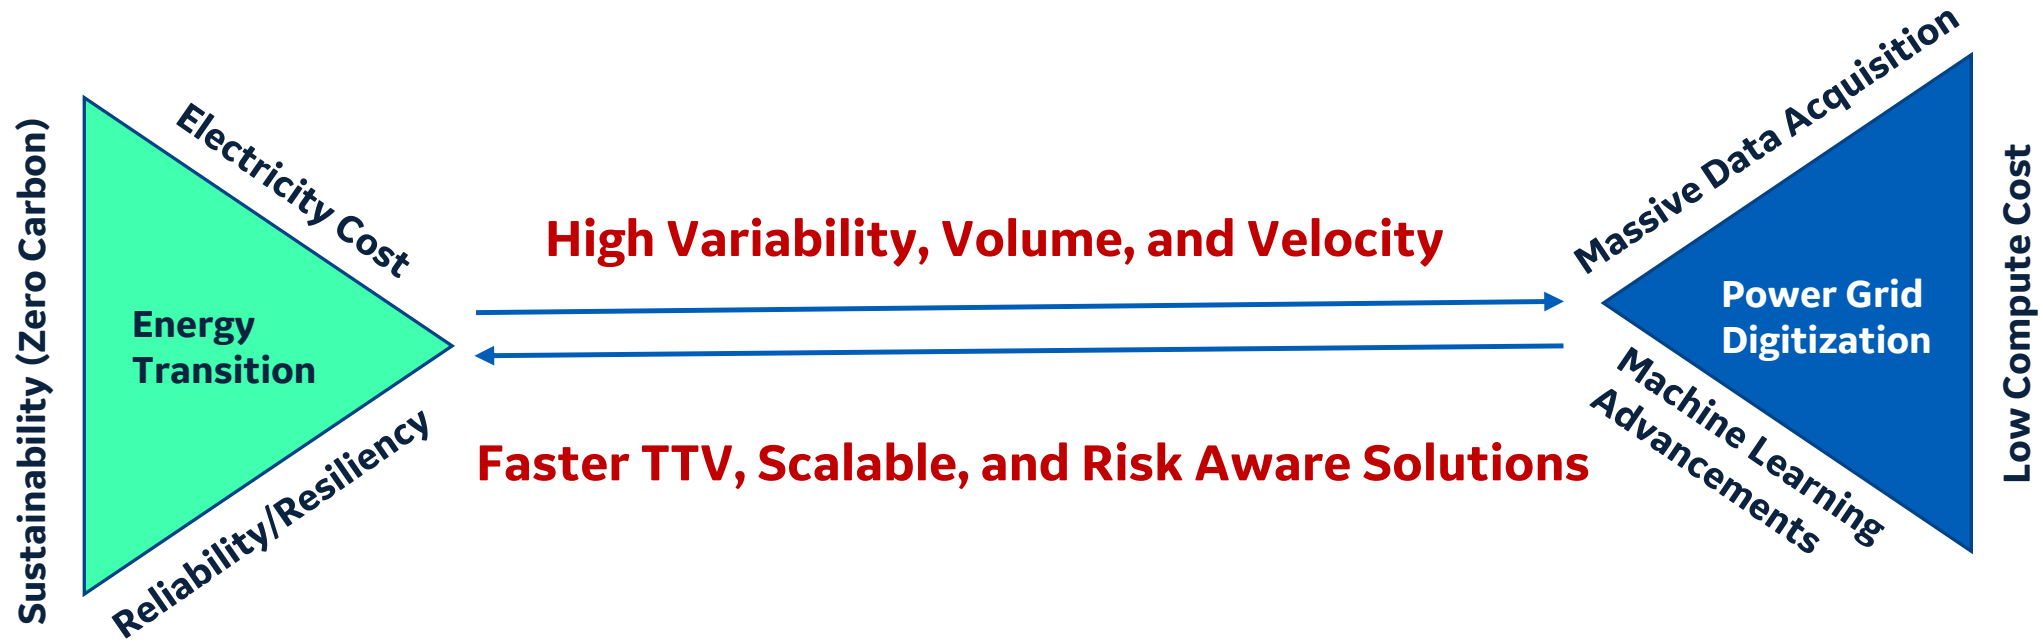 Sustainability (Zero Carbon)
Electricity Cost
Energy
Transition
Reliability/Resiliency
High Variability, Volume, and Velocity
Faster TTV, Scalable, and Risk Aware Solutions
Massive Data Acquisition
Power Grid
Digitization
Machine Learning
Advancements
Low Compute Cost